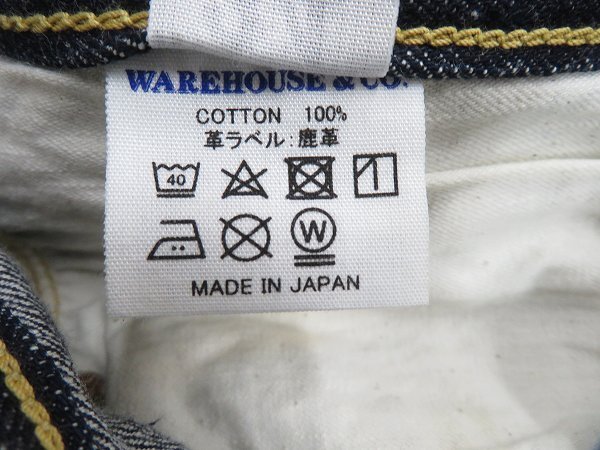 WAREHOUSE & CO.
COTTON 100%
革ラベル:鹿革
40
W
MADE IN JAPAN